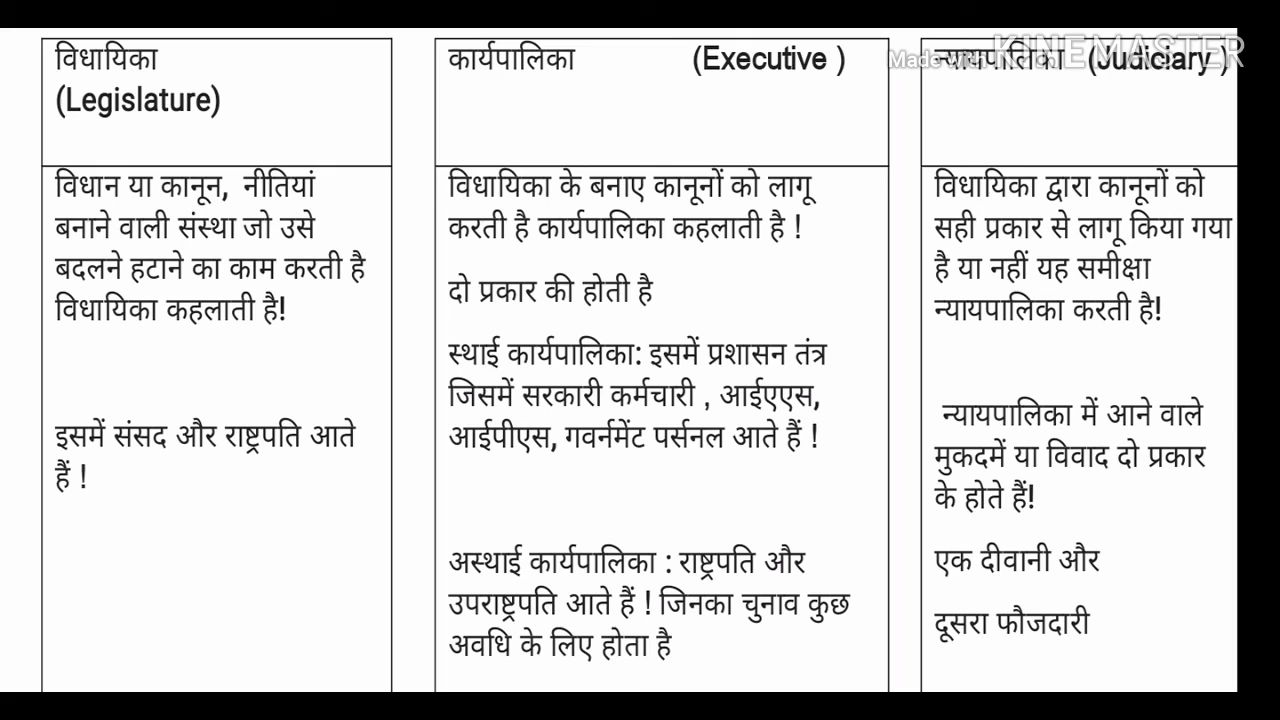 विधायिका
(Legislature)
विधान या कानून, नीतियां
बनाने वाली संस्था जो उसे
बदलने हटाने का काम करती है
विधायिका कहलाती है!
इसमें संसद और राष्ट्रपति आते
हैं !
कार्यपालिका (Executive )
विधायिका के बनाए कानूनों को लागू
करती है कार्यपालिका कहलाती है !
दो प्रकार की होती है
स्थाई कार्यपालिका: इसमें प्रशासन तंत्र
जिसमें सरकारी कर्मचारी , आईएएस,
आईपीएस, गवर्नमेंट पर्सनल आते हैं !
अस्थाई कार्यपालिका : राष्ट्रपति और
उपराष्ट्रपति आते हैं ! जिनका चुनाव कुछ
अवधि के लिए होता है
Made with KINEMASTER
न्यायपालिका (Judiciary )
विधायिका द्वारा कानूनों को
सही प्रकार से लागू किया गया
है या नहीं यह समीक्षा
न्यायपालिका करती है!
न्यायपालिका में आने वाले
मुकदमें या विवाद दो प्रकार
के होते हैं!
एक दीवानी और
दूसरा फौजदारी